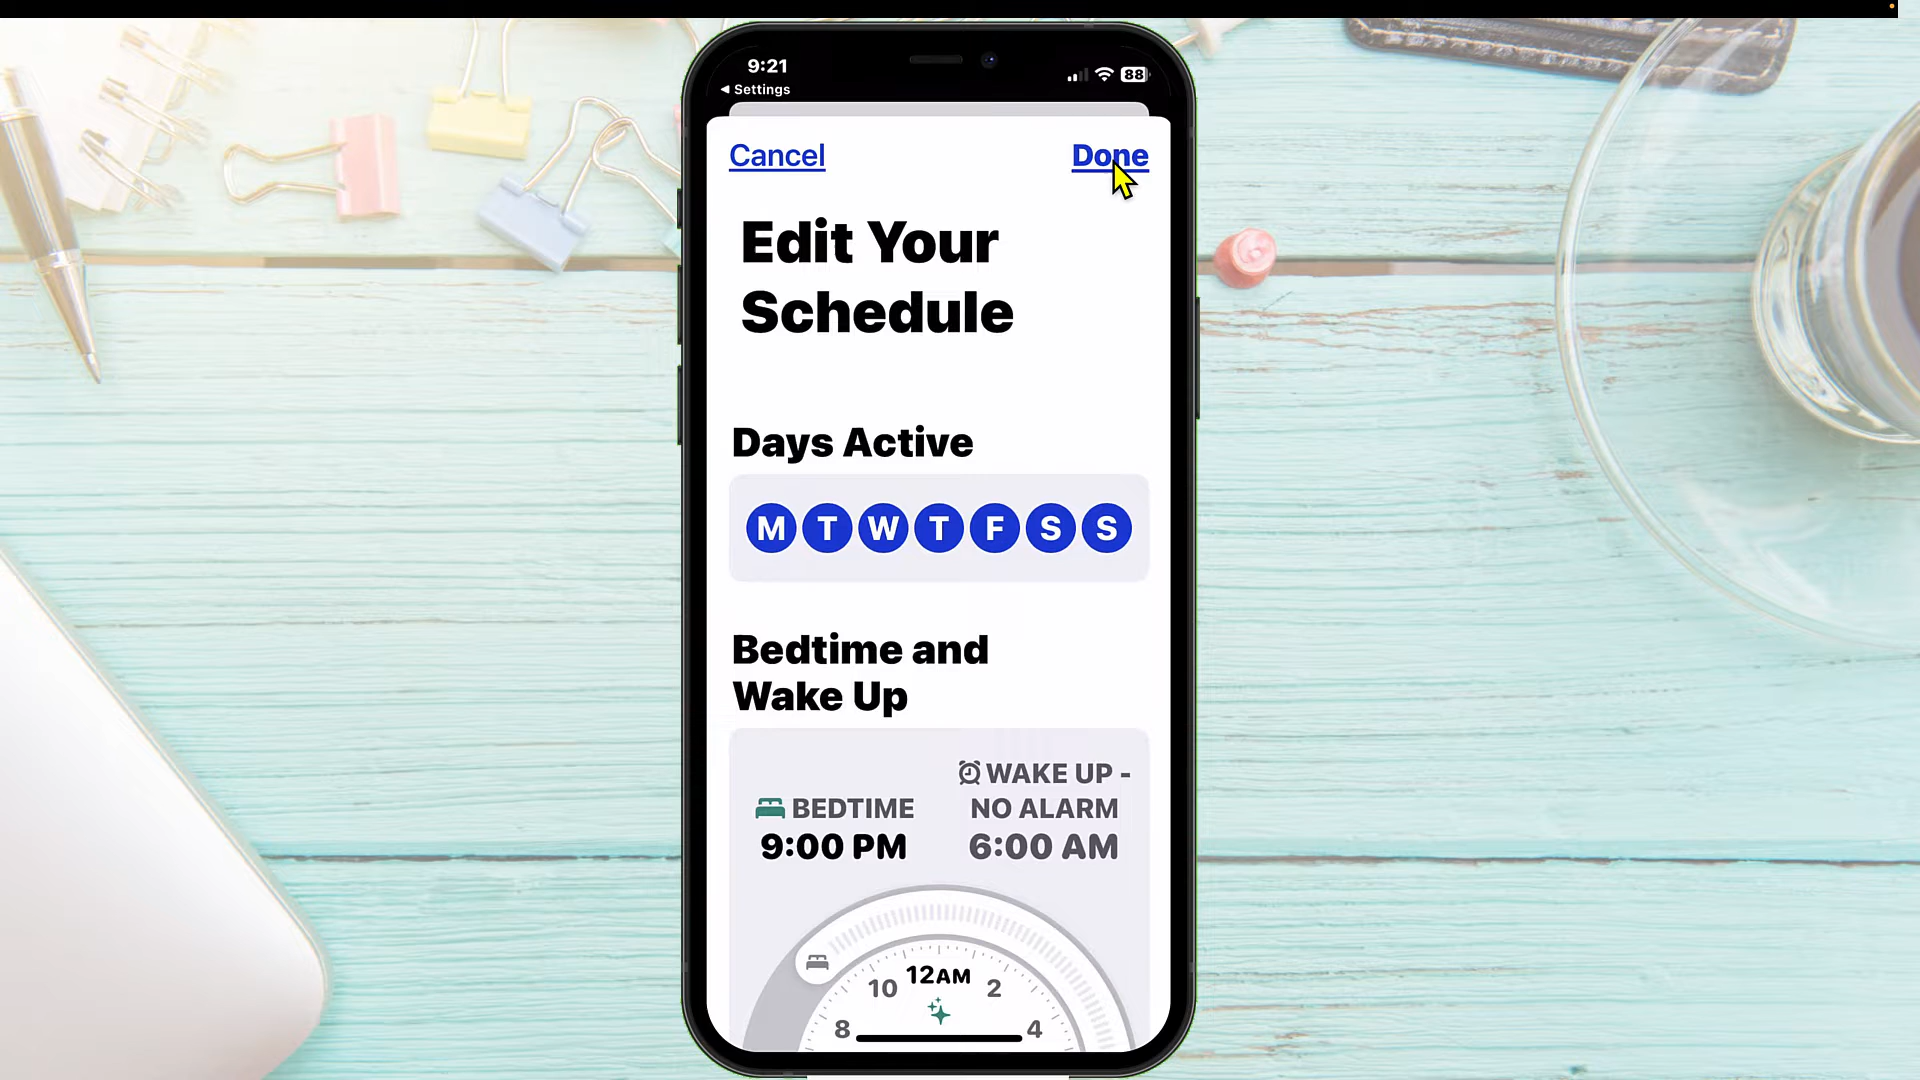 9:21
88
◀ Settings
Cancel
Done
Edit Your
Schedule
Days Active
M T W T F S S
Bedtime and
Wake Up
BEDTIME
9:00 PM
WAKE UP -
NO ALARM
6:00 AM
12AM
10
2
8
4